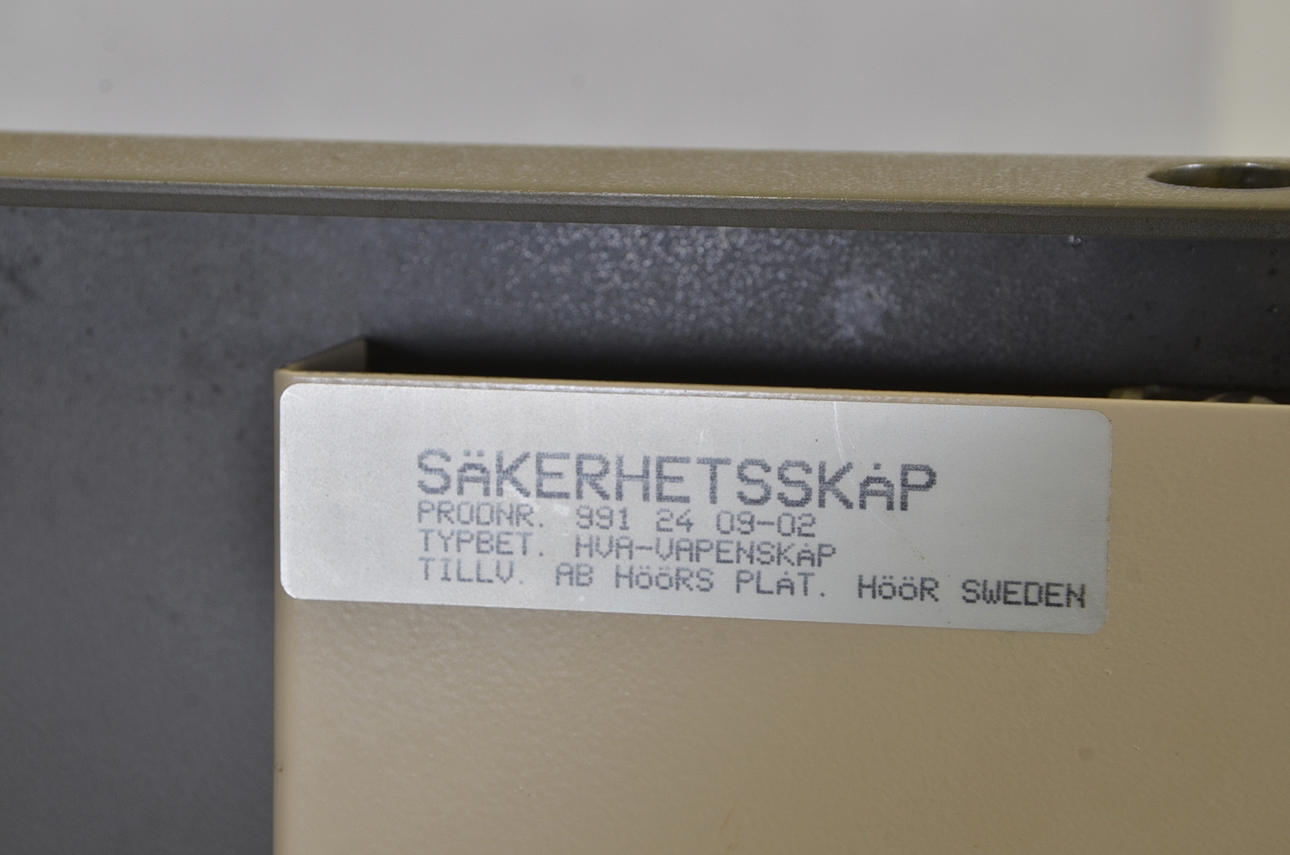 SÄKERHETSSKÅP
PRODNR. 991 24 09-02
TYPBET. HVA-VAPENSKÅP
TILLV. AB HÖÖRS PLÅT. HÖÖR SWEDEN